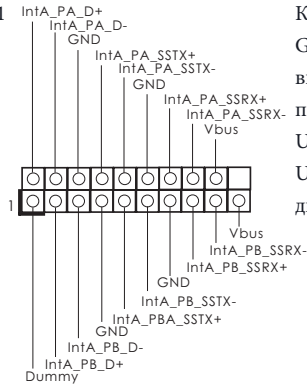 1
IntA_PA_D+
IntA_PA_D-
GND
IntA_PA_SSTX+
IntA_PA_SSTX-
GND
IntA_PA_SSRX+
IntA_PA_SSRX-
Vbus
1
Vbus
IntA_PB_SSRX-
IntA_PB_SSRX+
GND
IntA_PB_SSTX-
IntA_PBA_SSTX+
GND
IntA_PB_D-
IntA_PB_D+
Dummy